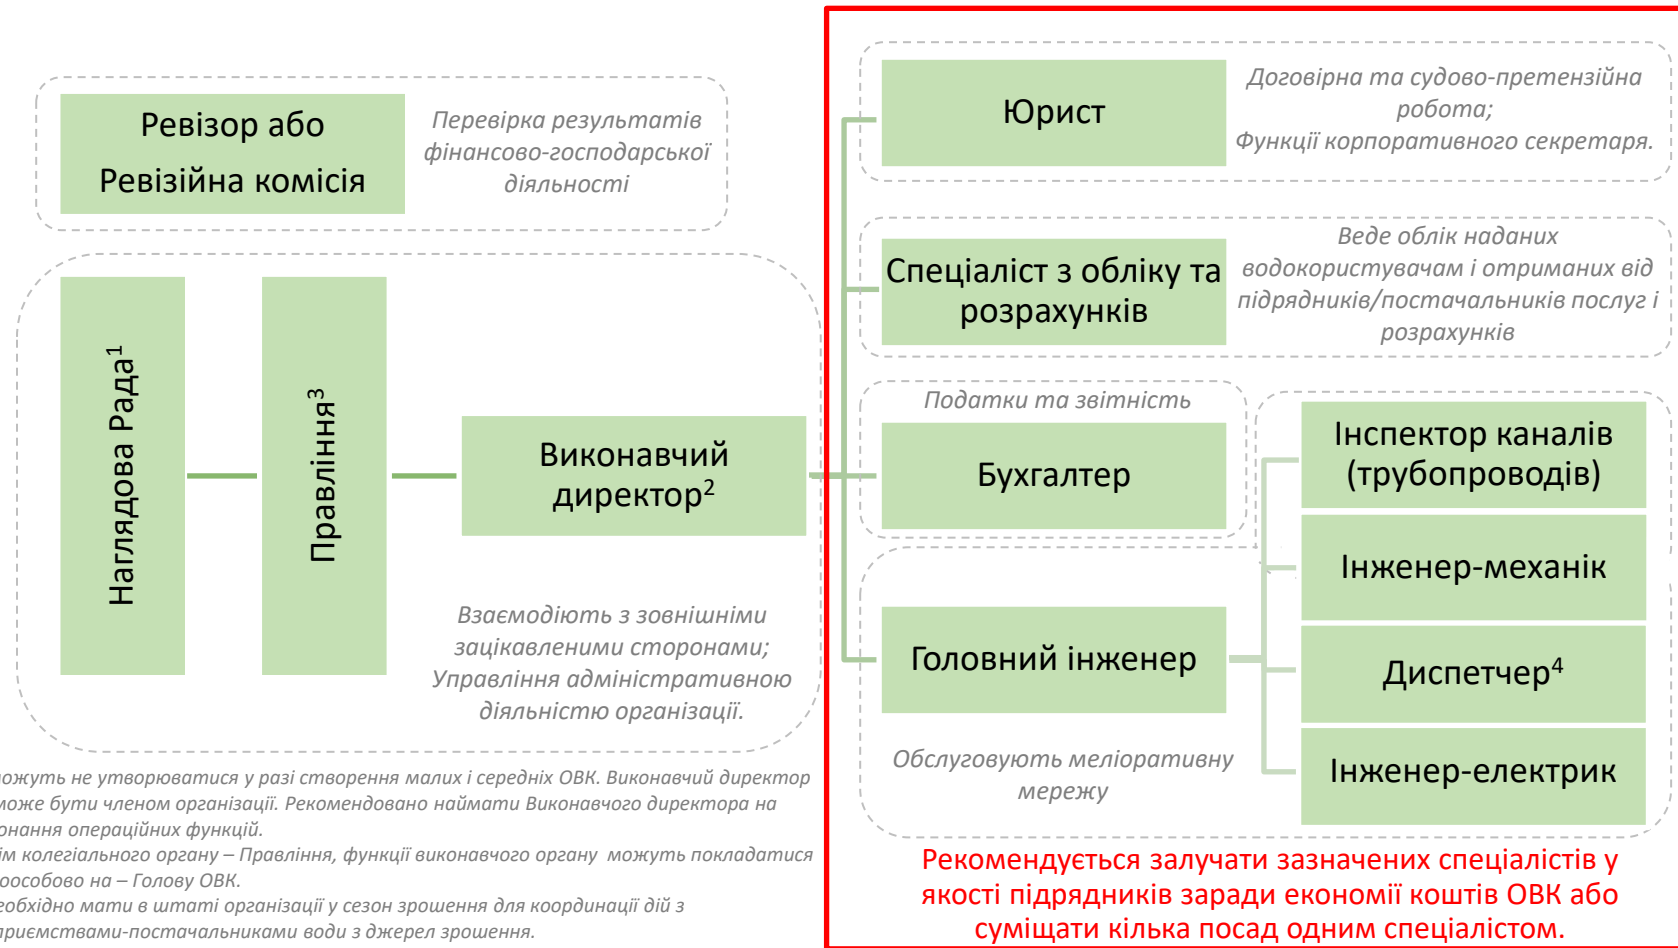 Ревізор або
Ревізійна комісія
Перевірка результатів
фінансово-господарської
діяльності
Наглядова Рада¹
Правління³
Виконавчий
директор²
Взаємодіють з зовнішніми
зацікавленими сторонами;
Управління адміністративною
діяльністю організації.
Юрист
Договірна та судово-претензійна
робота;
Функції корпоративного секретаря.
Спеціаліст з обліку та
розрахунків
Веде облік наданих
водокористувачам і отриманих від
підрядників/постачальників послуг і
розрахунків
Податки та звітність
Бухгалтер
Головний інженер
Обслуговують меліоративну
мережу
Інспектор каналів
(трубопроводів)
Інженер-механік
Диспетчер⁴
Інженер-електрик
можуть не утворюватися у разі створення малих і середніх ОВК. Виконавчий директор
може бути членом організації. Рекомендовано наймати Виконавчого директора на
операційних функцій.
колегіального органу – Правління, функції виконавчого органу можуть покладатися
на – Голову ОВК.
мати в штаті організації у сезон зрошення для координації дій з
води з джерел зрошення.
Рекомендується залучати зазначених спеціалістів у
якості підрядників заради економії коштів ОВК або
суміщати кілька посад одним спеціалістом.